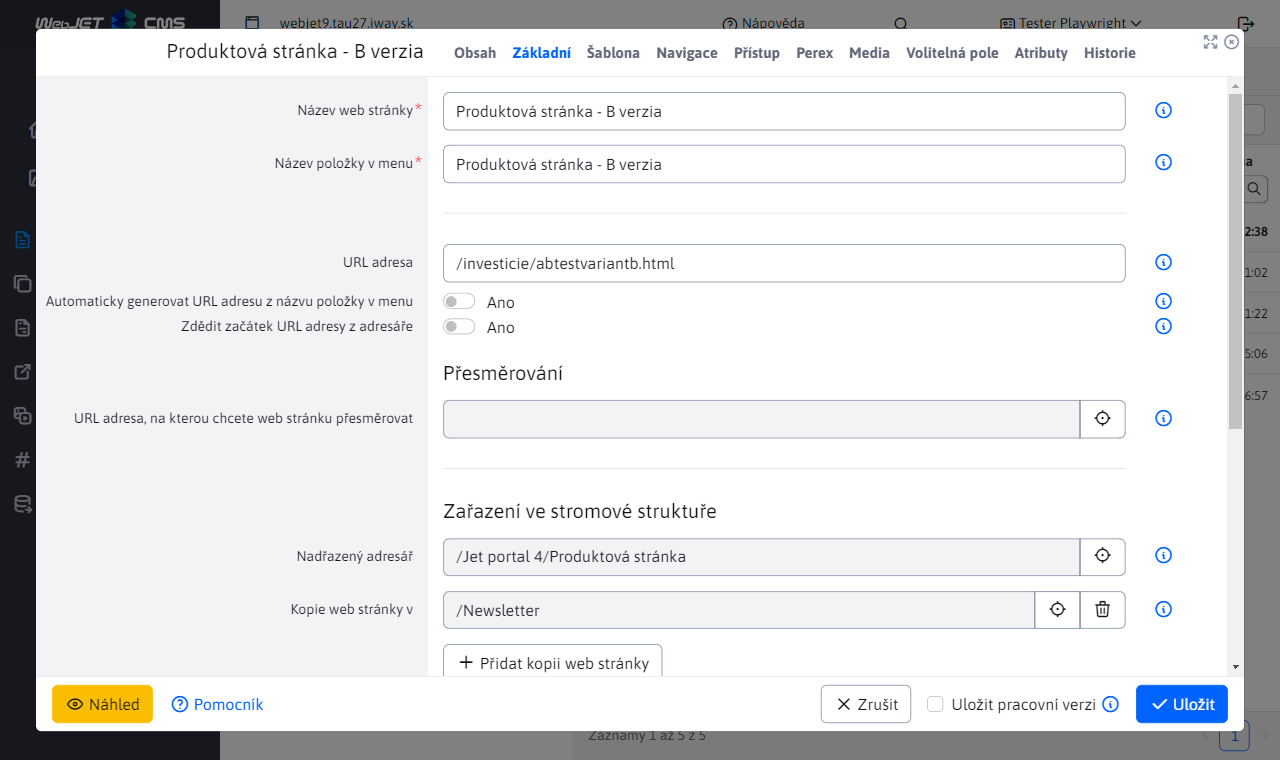 WebJET CMS
webjet9.tau27.iway.sk
Nápověda
Tester Playwright
Produktová stránka - B verzia
Obsah Základní Šablona Navigace Přístup Perex Media Volitelná pole Atributy Historie
Název web stránky*
Produktová stránka - B verzia
Název položky v menu*
Produktová stránka - B verzia
URL adresa
/investicie/abtestvariantb.html
Automaticky generovat URL adresu z názvu položky v menu
Ano
Zdědit začátek URL adresy z adresáře
Ano
Přesměrování
URL adresa, na kterou chcete web stránku přesměrovat
Zařazení ve stromové struktuře
Nadřazený adresář
/Jet portal 4/Produktová stránka
Kopie web stránky v
/Newsletter
Přidat kopii web stránky
Náhled
Pomocník
Zrušit
Uložit pracovní verzi
Uložit
Záznamy 1 až 5 z 5
1
2:38
1:02
1:22
5:06
6:57